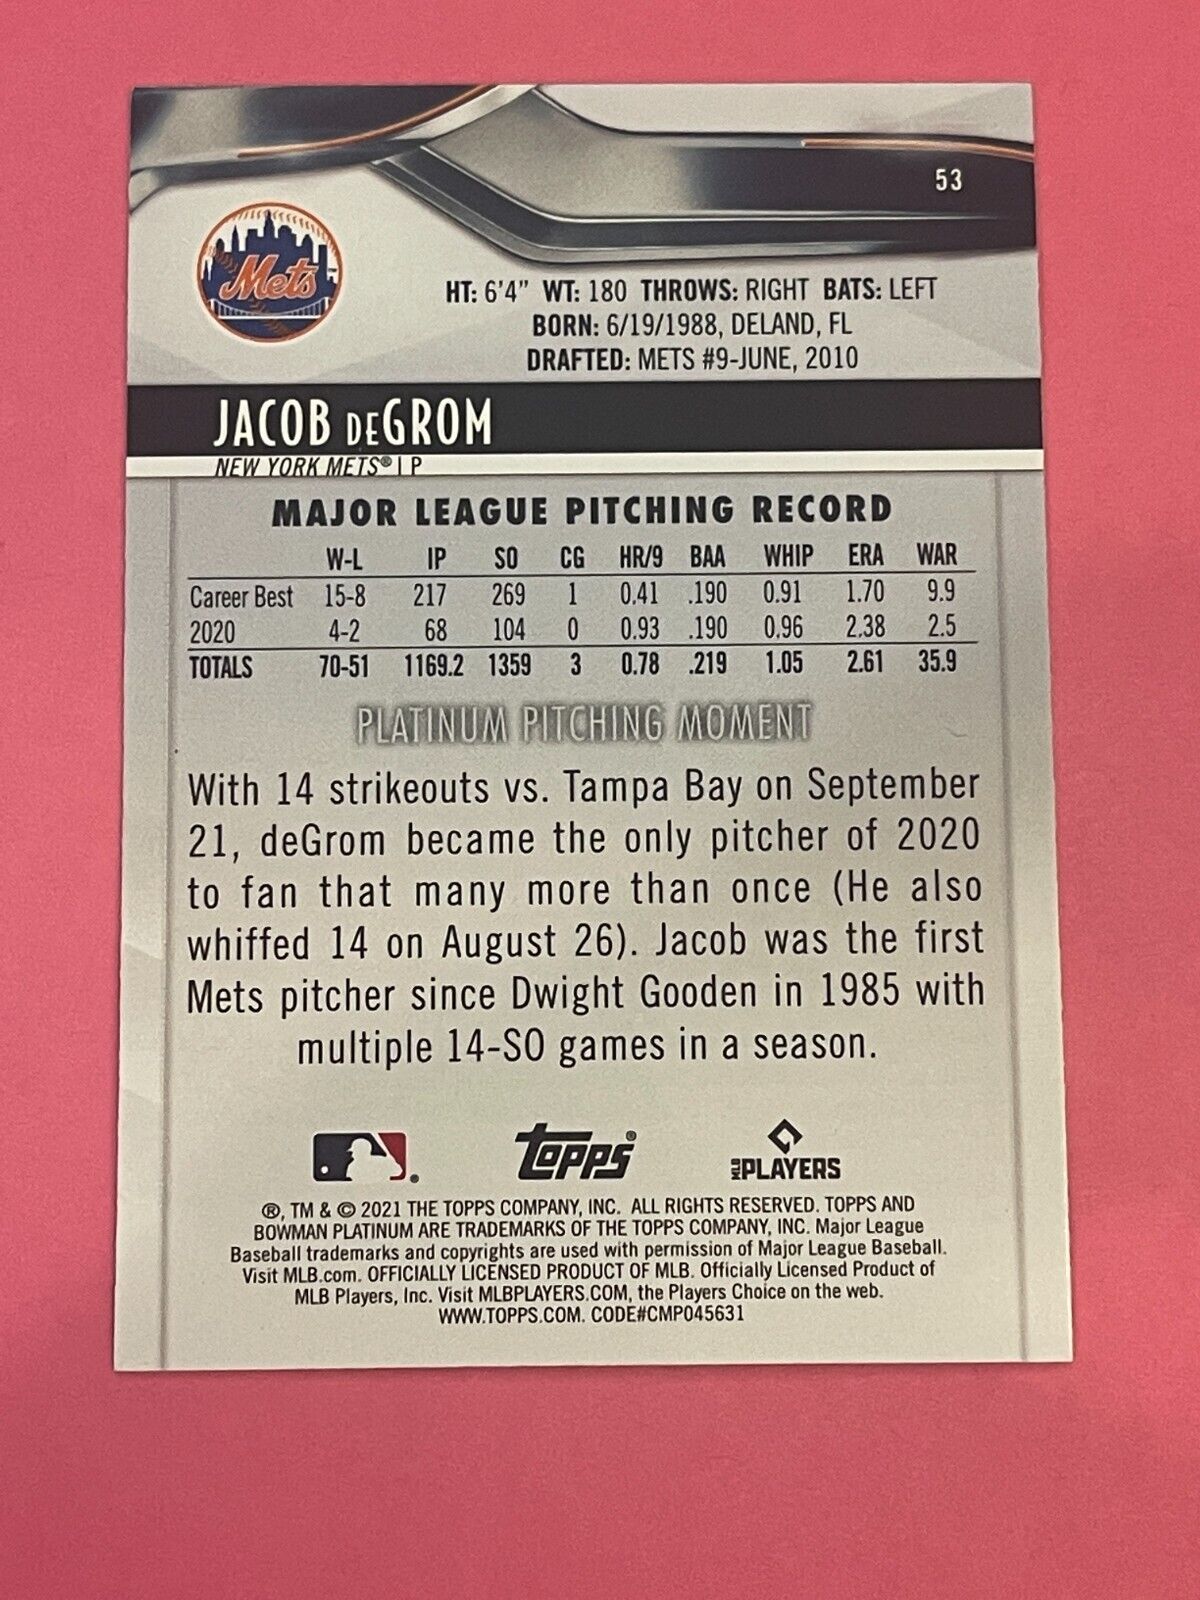 53
Mets
HT: 6'4" WT: 180 THROWS: RIGHT BATS: LEFT
BORN: 6/19/1988, DELAND, FL
DRAFTED: METS #9-JUNE, 2010
JACOB DEGROM
NEW YORK METS® | P
MAJOR LEAGUE PITCHING RECORD
W-L IP SO CG HR/9 BAA WHIP ERA WAR
Career Best 15-8 217 269 1 0.41 .190 0.91 1.70 9.9
2020 4-2 68 104 0 0.93 .190 0.96 2.38 2.5
TOTALS 70-51 1169.2 1359 3 0.78 .219 1.05 2.61 35.9
PLATINUM PITCHING MOMENT
With 14 strikeouts vs. Tampa Bay on September
21, deGrom became the only pitcher of 2020
to fan that many more than once (He also
whiffed 14 on August 26). Jacob was the first
Mets pitcher since Dwight Gooden in 1985 with
multiple 14-SO games in a season.
topps® MLB PLAYERS
®, TM & © 2021 THE TOPPS COMPANY, INC. ALL RIGHTS RESERVED. TOPPS AND
BOWMAN PLATINUM ARE TRADEMARKS OF THE TOPPS COMPANY, INC. Major League
Baseball trademarks and copyrights are used with permission of Major League Baseball.
Visit MLB.com. OFFICIALLY LICENSED PRODUCT OF MLB. Officially Licensed Product of
MLB Players, Inc. Visit MLBPLAYERS.COM, the Players Choice on the web.
WWW.TOPPS.COM. CODE#CMP045631